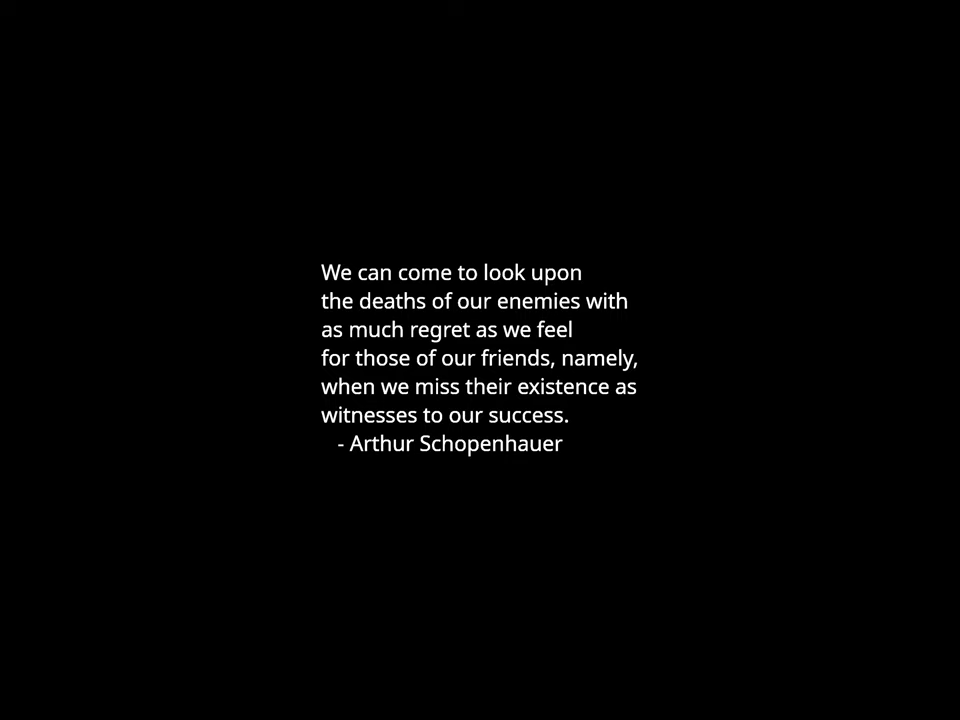 We can come to look upon
the deaths of our enemies with
as much regret as we feel
for those of our friends, namely,
when we miss their existence as
witnesses to our success.
- Arthur Schopenhauer